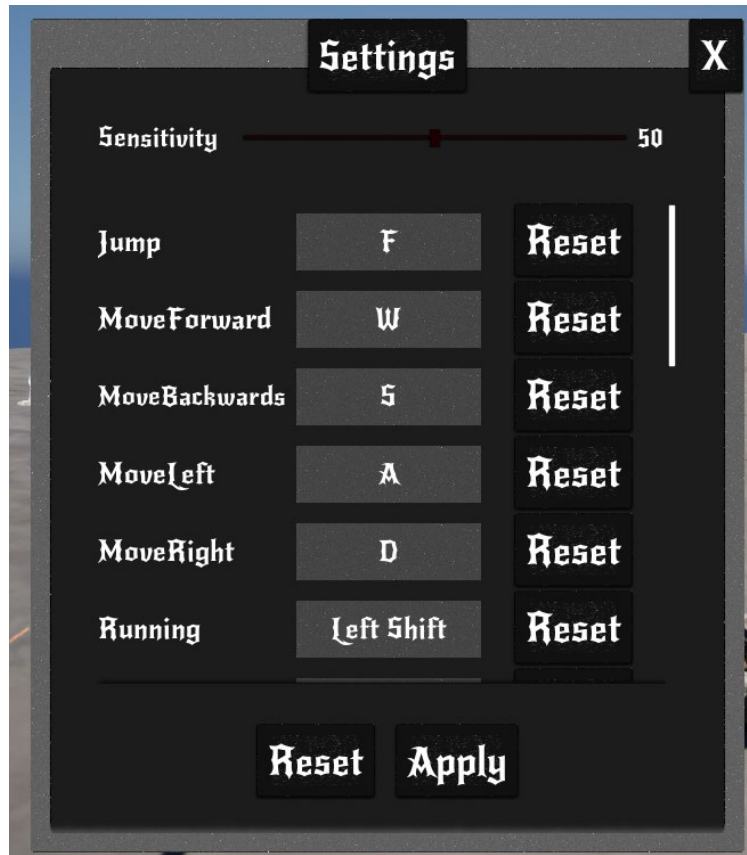 Settings
X
Sensitivity 50
Jump F Reset
MoveForward W Reset
MoveBackwards S Reset
MoveLeft A Reset
MoveRight D Reset
Running Left Shift Reset
Reset Apply